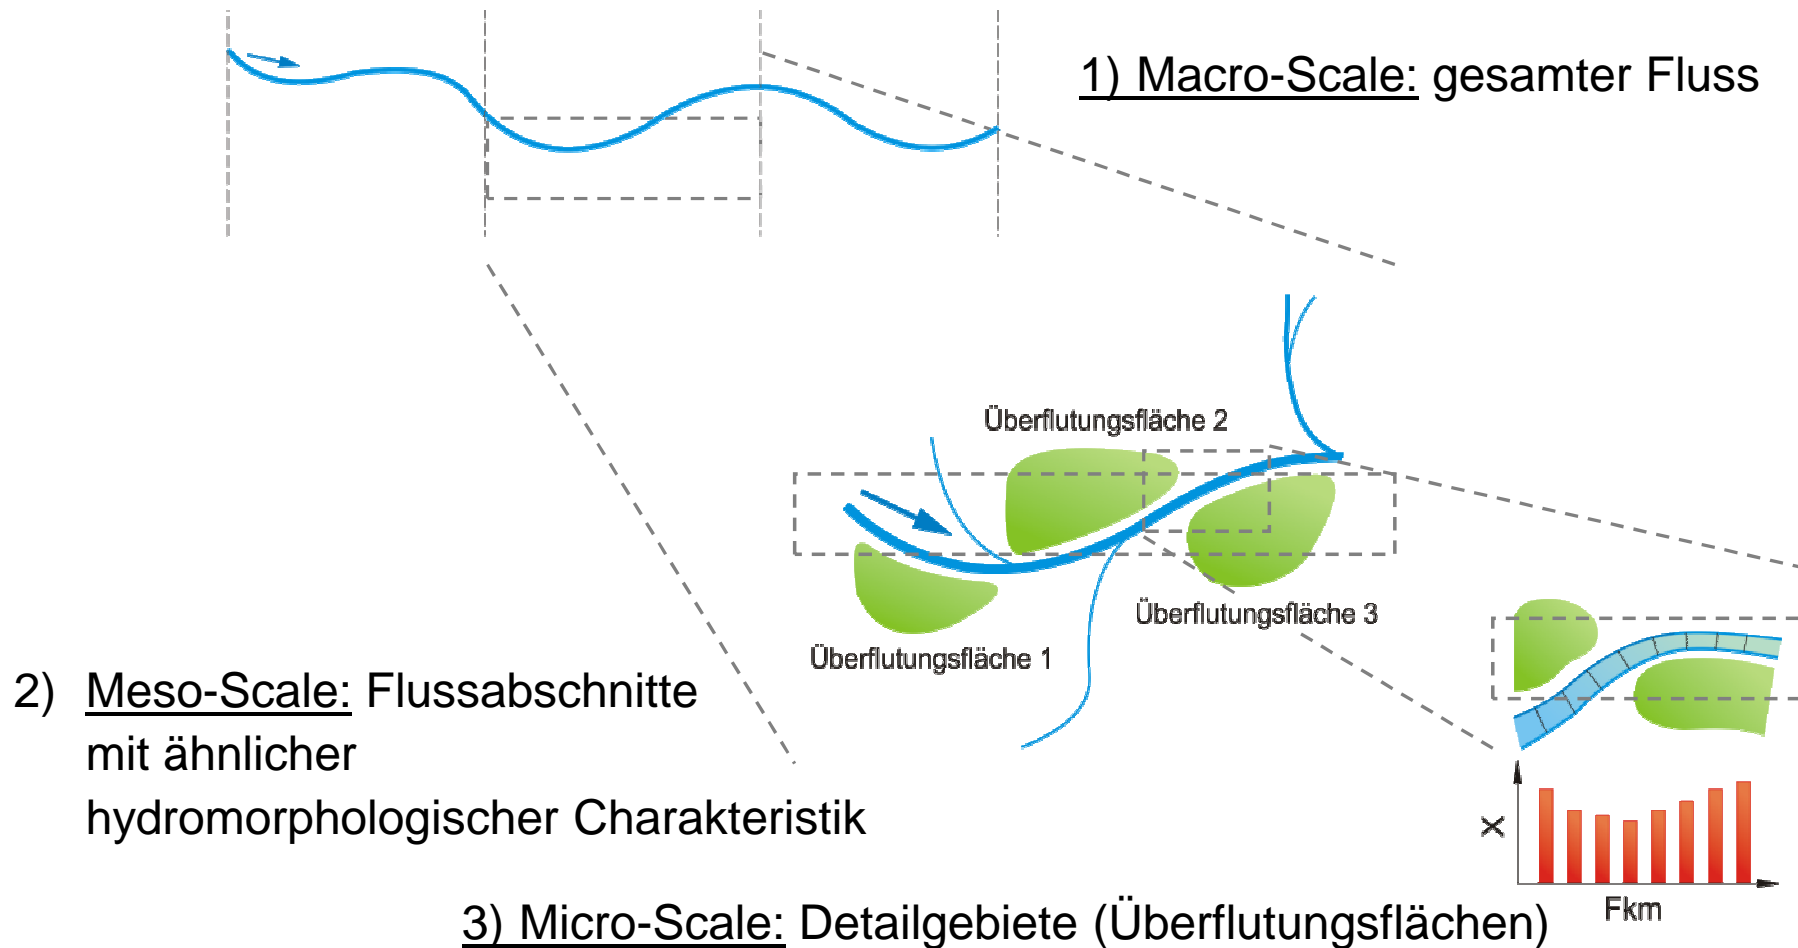 1) Macro-Scale: gesamter Fluss
Überflutungsfläche 2
Überflutungsfläche 3
Überflutungsfläche 1
2) Meso-Scale: Flussabschnitte
mit ähnlicher
hydromorphologischer Charakteristik
X
Fkm
3) Micro-Scale: Detailgebiete (Überflutungsflächen)